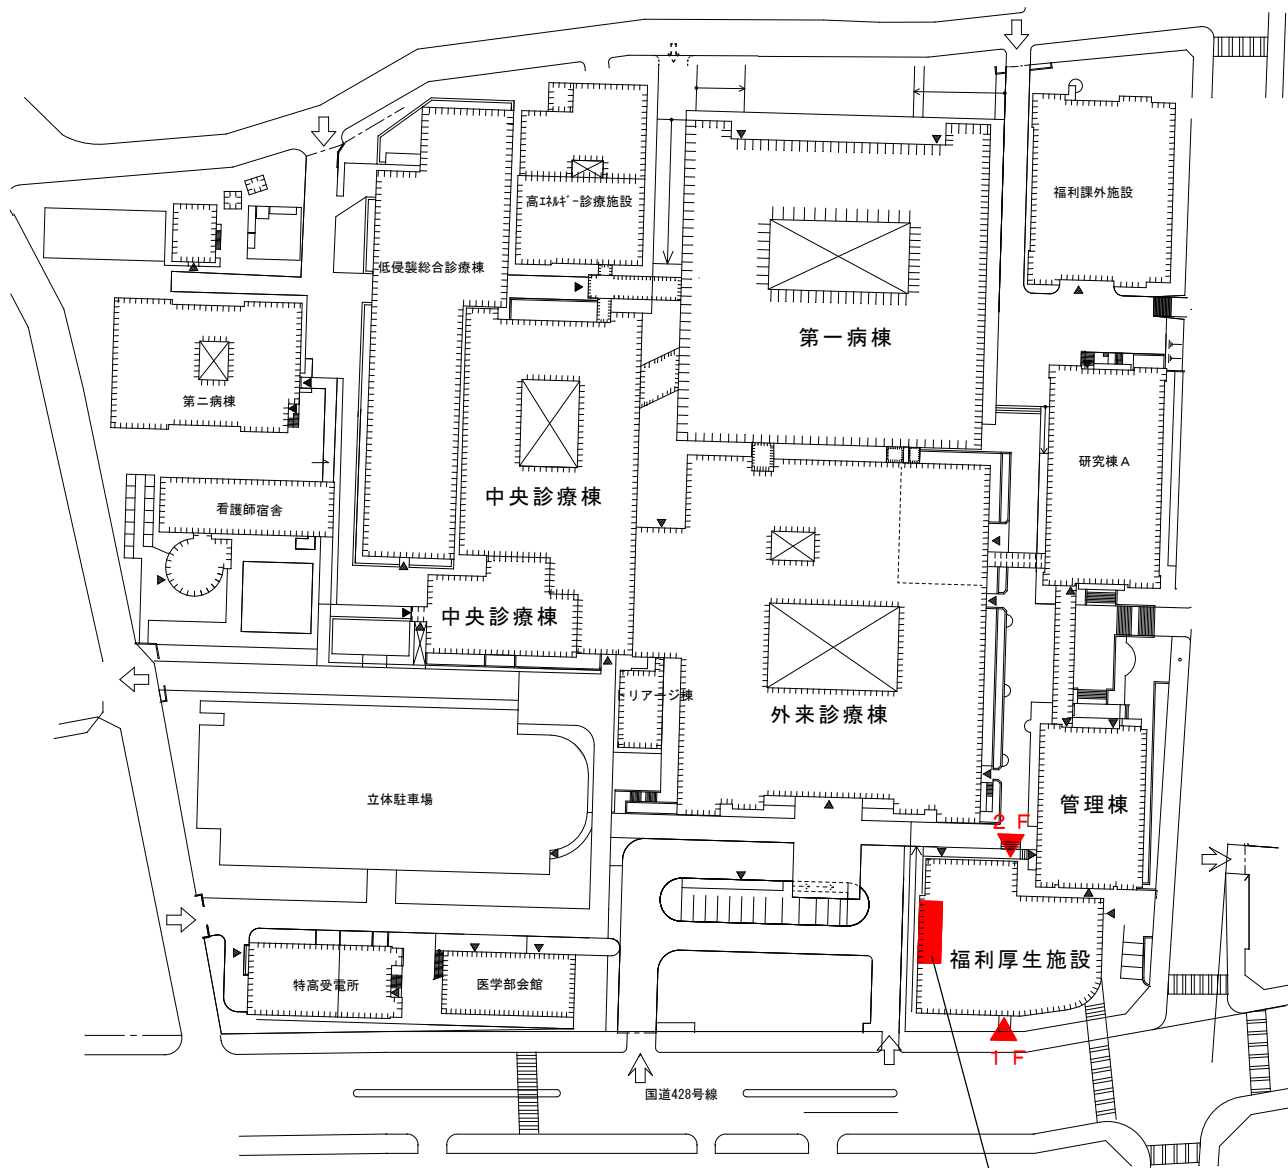 福利課外施設
高エネルギー診療施設
低侵襲総合診療棟
第一病棟
第二病棟
研究棟A
中央診療棟
看護師宿舎
中央診療棟
トリアージ棟
外来診療棟
立体駐車場
管理棟
2F
福利厚生施設
特高受電所
医学部会館
1F
国道428号線